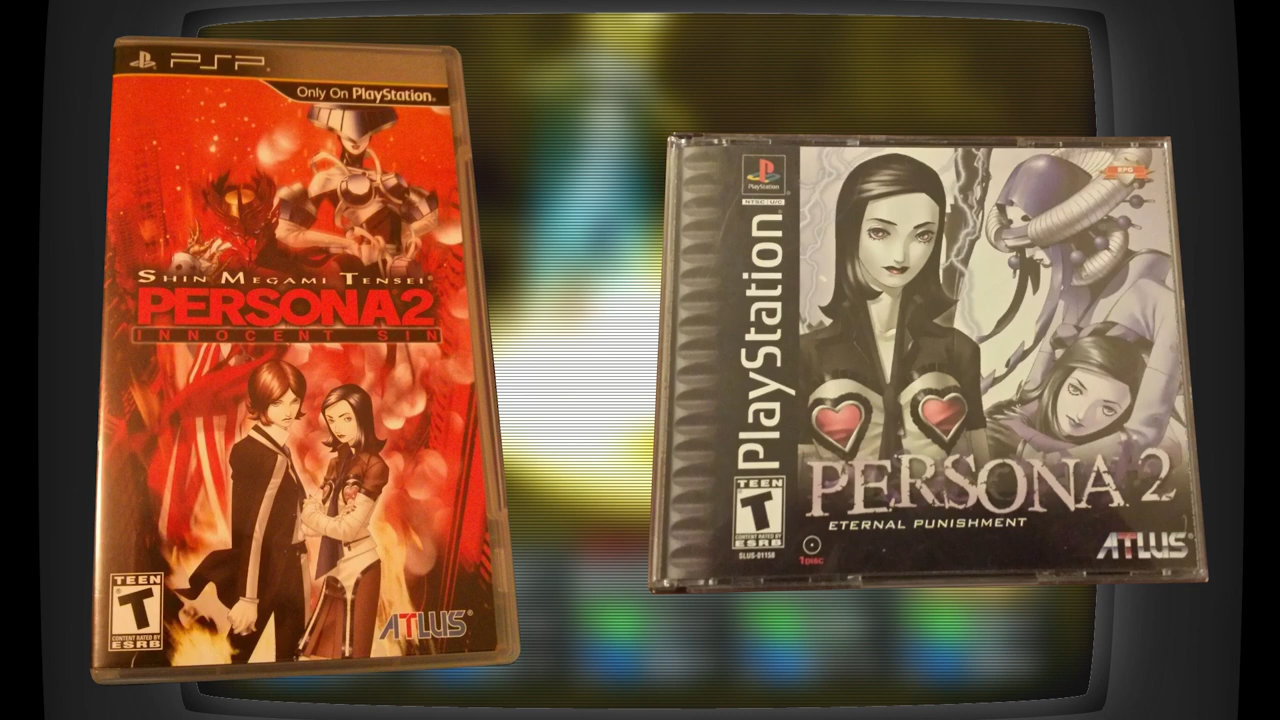 PSP
Only On PlayStation.
SHIN MEGAMI TENSEI®
PERSONA2
INNOCENT SIN
TEEN
T
CONTENT RATED BY
ESRB
ATLUS®
PlayStation
NTSC U/C
PlayStation
TEEN
T
CONTENT RATED BY
ESRB
SLUS-01158
RPG
PERSONA 2
ETERNAL PUNISHMENT
1 DISC
ATLUS®